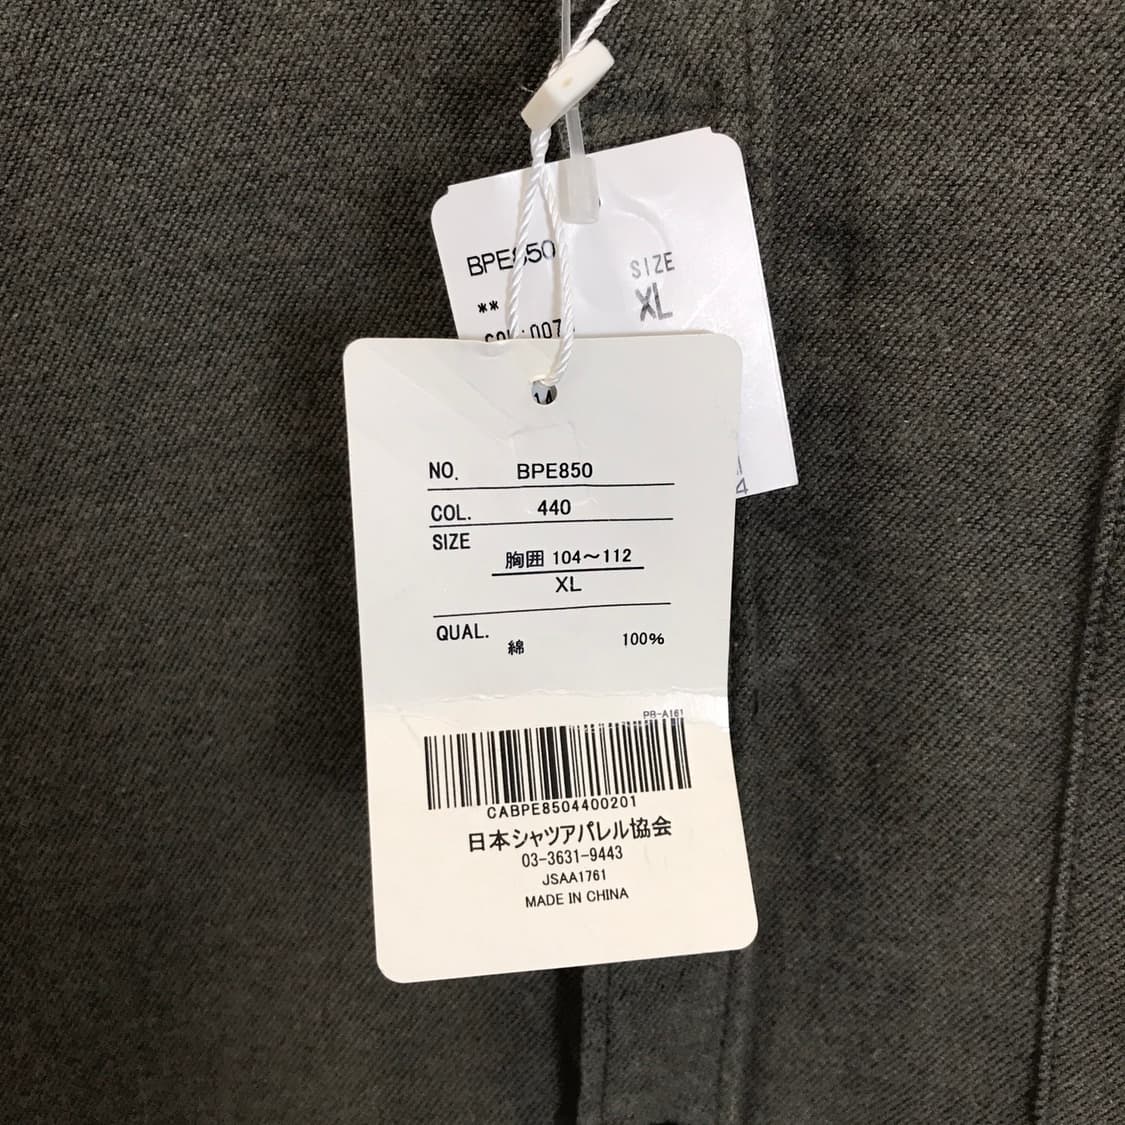 BPE850
SIZE
XL
**
NO. BPE850
COL. 440
SIZE
胸囲 104～112
XL
QUAL.
綿 100%
PB-A161
CABPE8504400201
日本シャツアパレル協会
03-3631-9443
JSAA1761
MADE IN CHINA